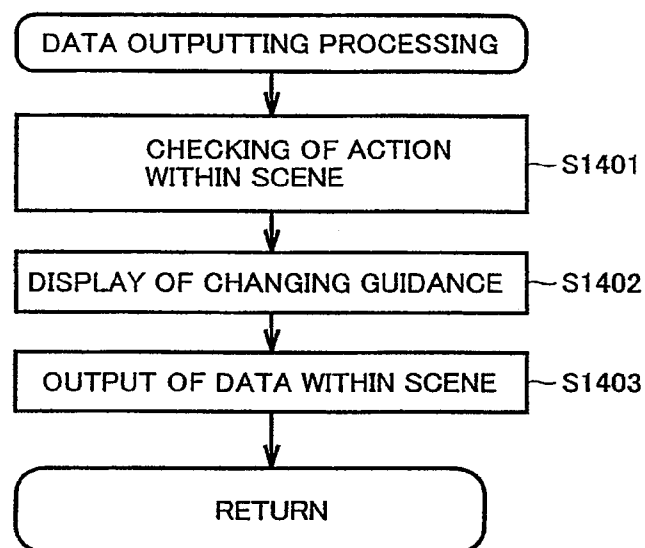 DATA OUTPUTTING PROCESSING
CHECKING OF ACTION
WITHIN SCENE
S1401
DISPLAY OF CHANGING GUIDANCE
S1402
OUTPUT OF DATA WITHIN SCENE
S1403
RETURN